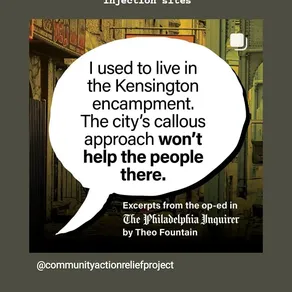 injection sites
I used to live in
the Kensington
encampment.
The city's callous
approach won't
help the people
there.
Excerpts from the op-ed in
The Philadelphia Inquirer
by Theo Fountain
@communityactionreliefproject